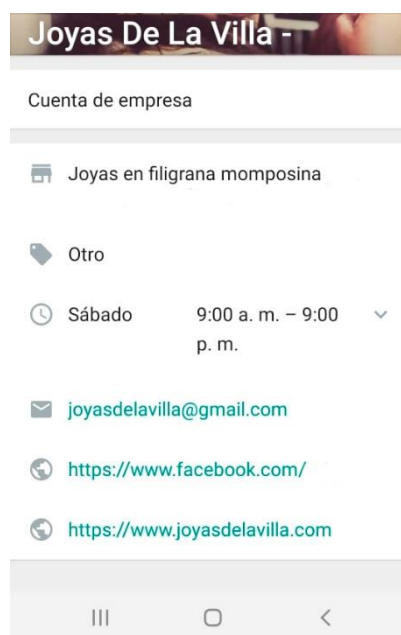 Joyas De La Villa -
Cuenta de empresa
Joyas en filigrana momposina
Otro
Sábado 9:00 a. m. – 9:00
p. m.
joyasdelavilla@gmail.com
https://www.facebook.com/
https://www.joyasdelavilla.com